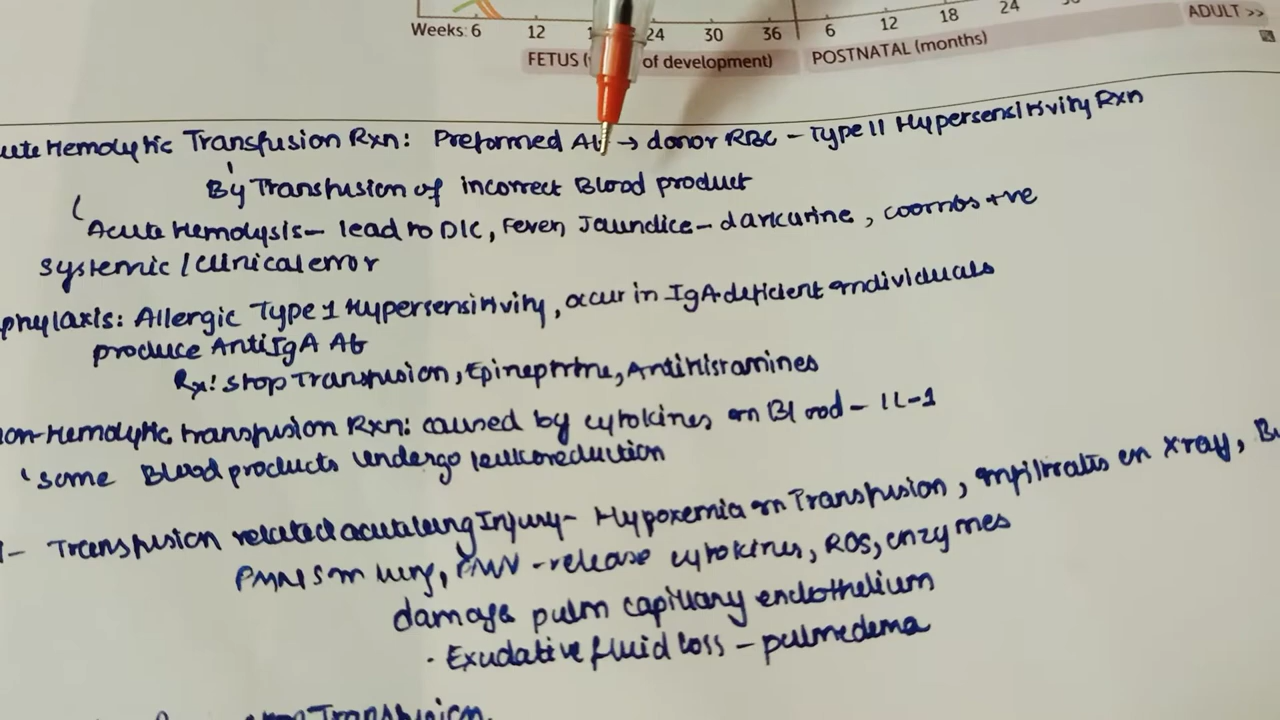 Weeks: 6 12 24 30 36 6 12 18 24
ADULT >>
FETUS ( of development) POSTNATAL (months)
ute Hemolytic Transfusion Rxn: Preformed Ab → donor RBC - Type II Hypersensitivity Rxn
By Transfusion of incorrect Blood product
Acute Hemolysis - lead to DIC, Fever, Jaundice - darkurine, coombs +ve
systemic / clinical error
phylaxis: Allergic Type 1 Hypersensitivity, occur in IgA deficient individuals
produce Anti IgA Ab
Rx: stop Transfusion, Epinephrine, Antihistamines
non-Hemolytic transfusion Rxn: caused by cytokines in Blood - IL-1
some Blood products undergo leukoreduction
- Transfusion related acute lung Injury - Hypoxemia on Transfusion, infiltrates on Xray,
PMNs in lung, - release cytokines, ROS, enzymes
damage pulm capillary endothelium
· Exudative fluid loss - pulmedema
Transfusion